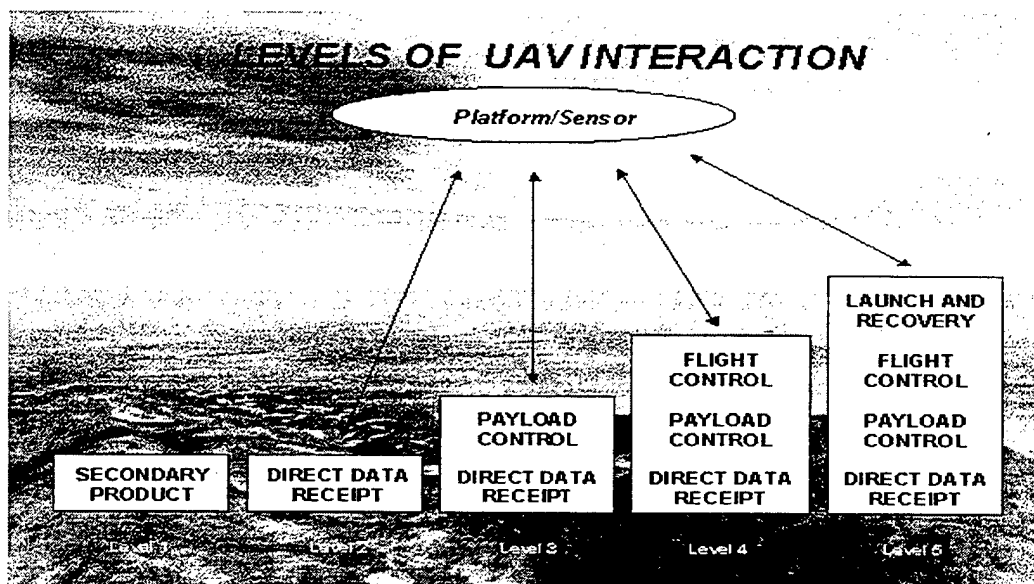 LEVELS OF UAV INTERACTION
Platform/Sensor
SECONDARY
PRODUCT
Level 1
DIRECT DATA
RECEIPT
Level 2
PAYLOAD
CONTROL
DIRECT DATA
RECEIPT
Level 3
FLIGHT
CONTROL
PAYLOAD
CONTROL
DIRECT DATA
RECEIPT
Level 4
LAUNCH AND
RECOVERY
FLIGHT
CONTROL
PAYLOAD
CONTROL
DIRECT DATA
RECEIPT
Level 5